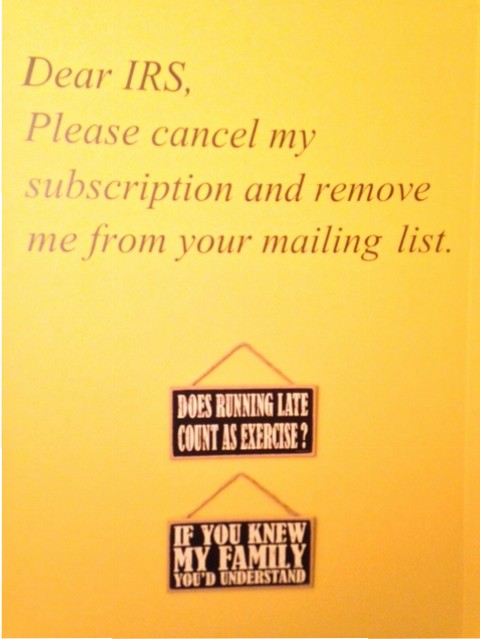 Dear IRS,
Please cancel my
subscription and remove
me from your mailing list.
DOES RUNNING LATE
COUNT AS EXERCISE?
IF YOU KNEW
MY FAMILY
YOU'D UNDERSTAND